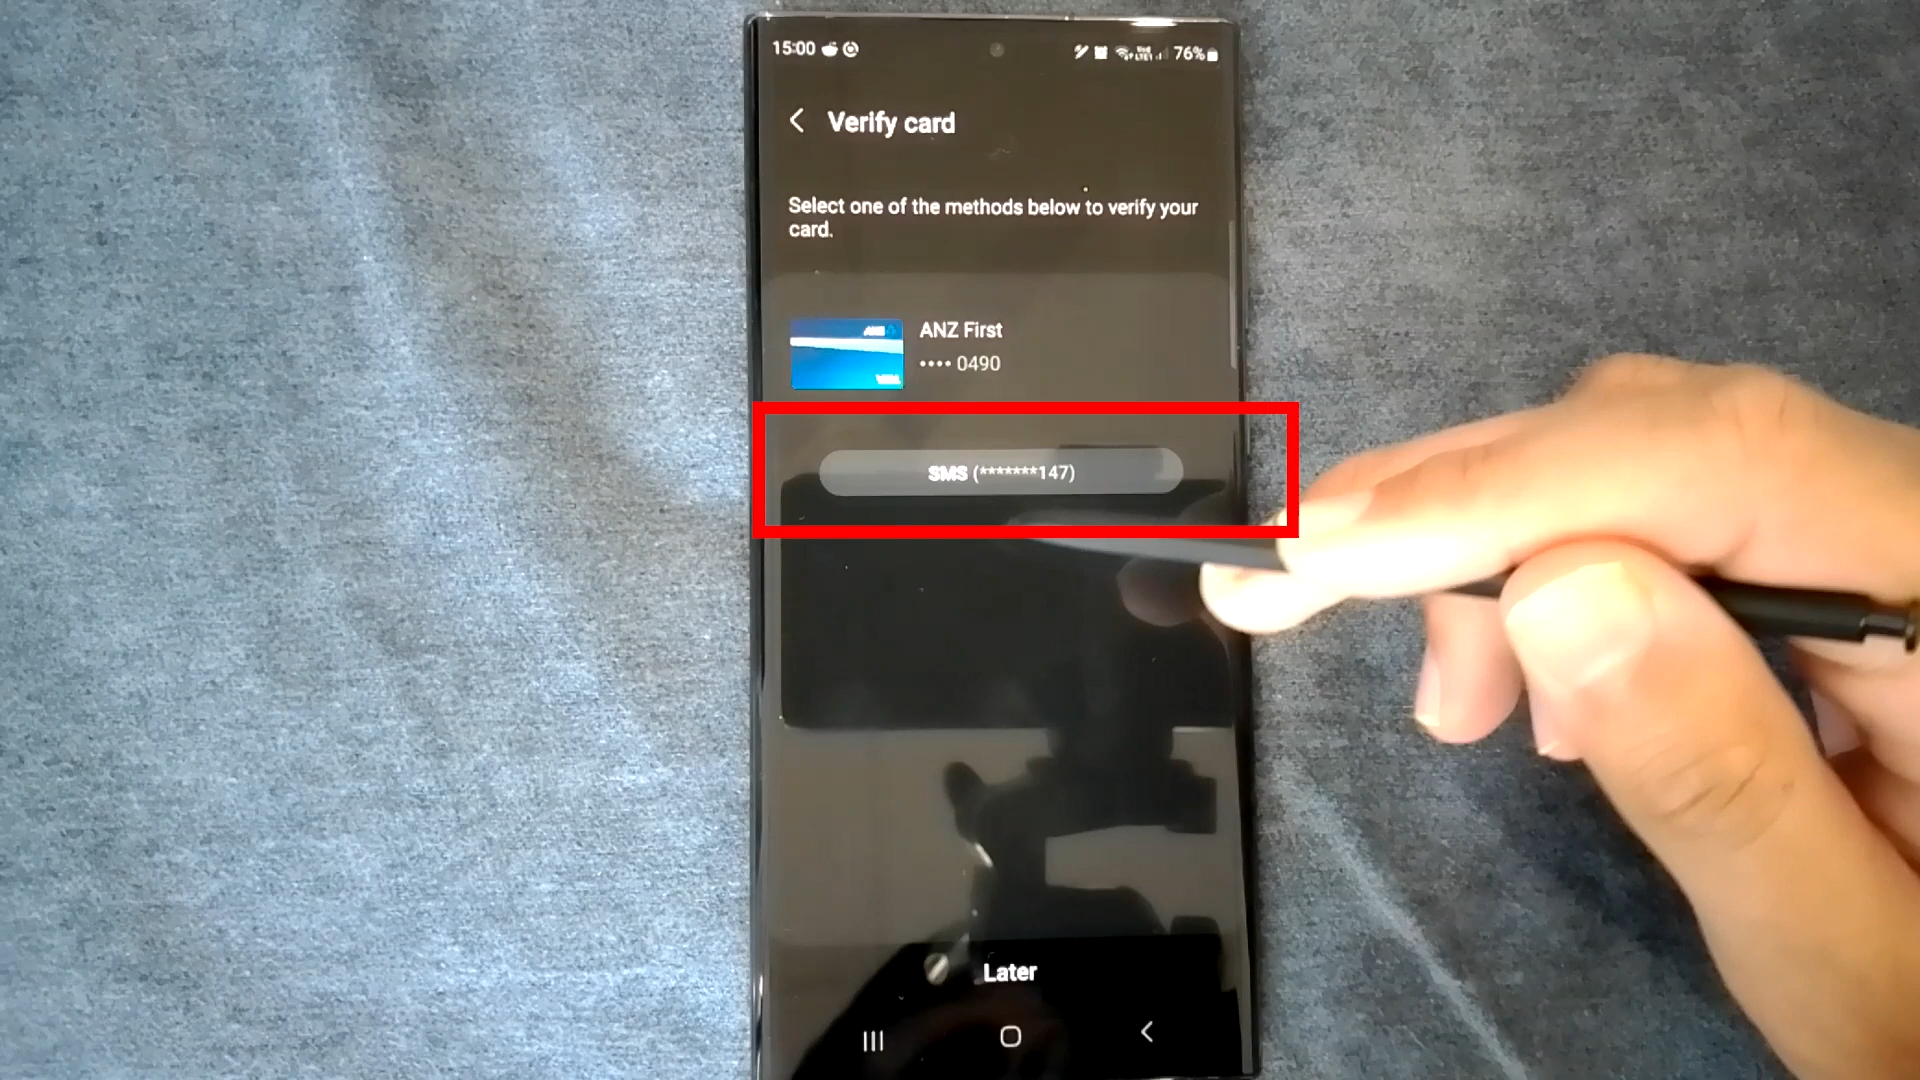 15:00
76%
Verify card
Select one of the methods below to verify your
card.
ANZ First
•••• 0490
SMS (*******147)
Later